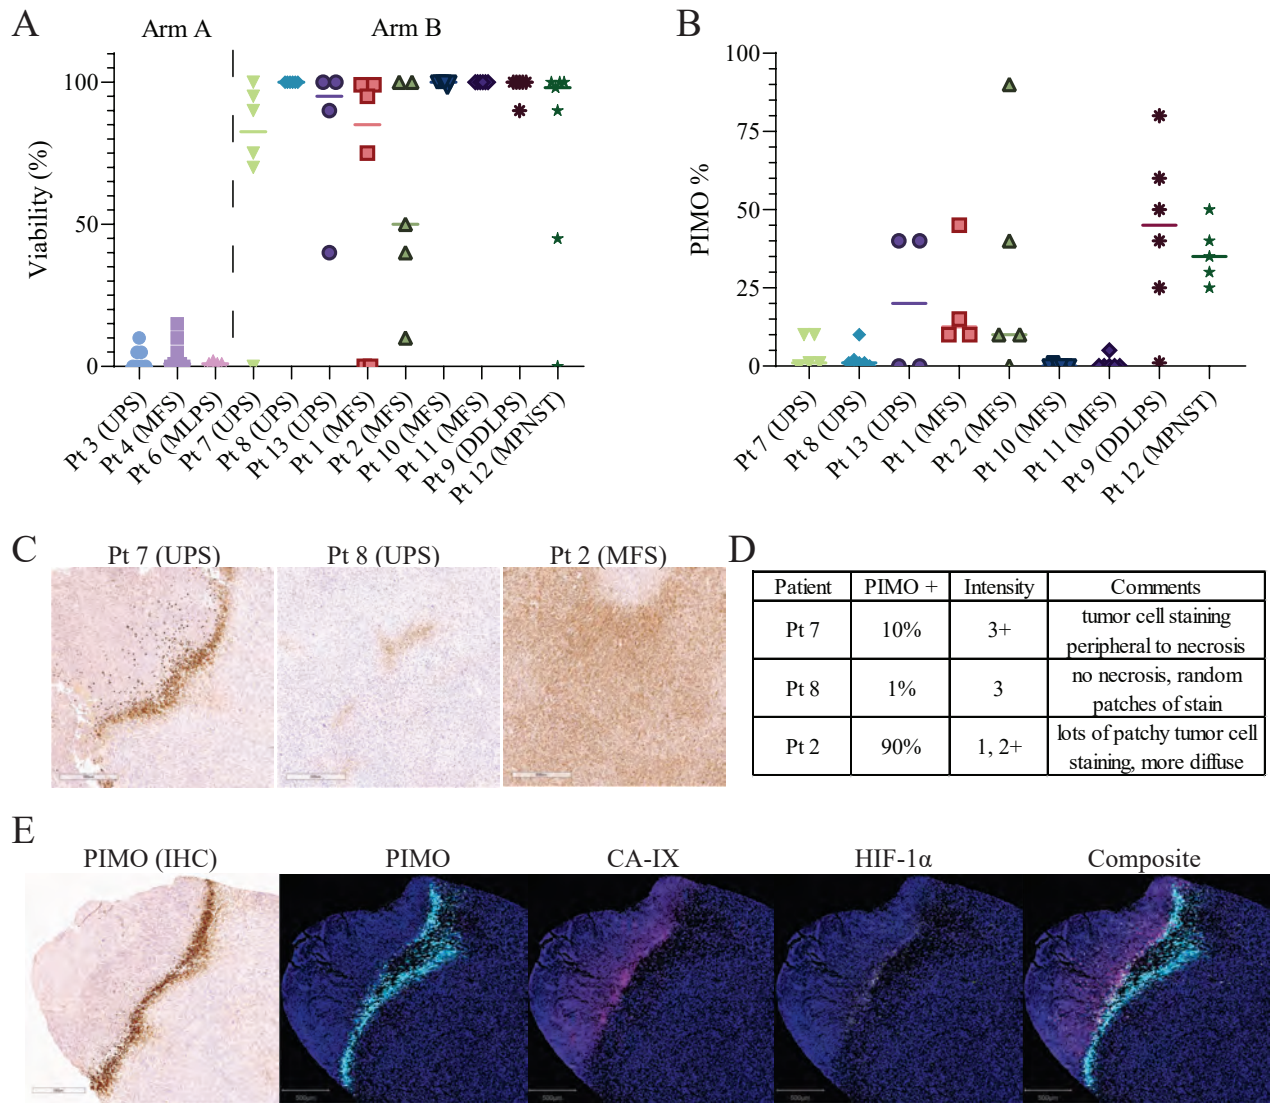 A
Arm A
Arm B
Viability (%)
100
50
0
Pt 3 (UPS)
Pt 4 (MFS)
Pt 6 (MLPS)
Pt 7 (UPS)
Pt 8 (UPS)
Pt 13 (UPS)
Pt 1 (MFS)
Pt 2 (MFS)
Pt 10 (MFS)
Pt 11 (MFS)
Pt 9 (DDLPS)
Pt 12 (MPNST)
B
PIMO %
100
75
50
25
0
Pt 7 (UPS)
Pt 8 (UPS)
Pt 13 (UPS)
Pt 1 (MFS)
Pt 2 (MFS)
Pt 10 (MFS)
Pt 11 (MFS)
Pt 9 (DDLPS)
Pt 12 (MPNST)
C
Pt 7 (UPS)
Pt 8 (UPS)
Pt 2 (MFS)
D
Patient PIMO + Intensity Comments
Pt 7 10% 3+ tumor cell staining
peripheral to necrosis
Pt 8 1% 3 no necrosis, random
patches of stain
Pt 2 90% 1, 2+ lots of patchy tumor cell
staining, more diffuse
E
PIMO (IHC)
PIMO
CA-IX
HIF-1α
Composite